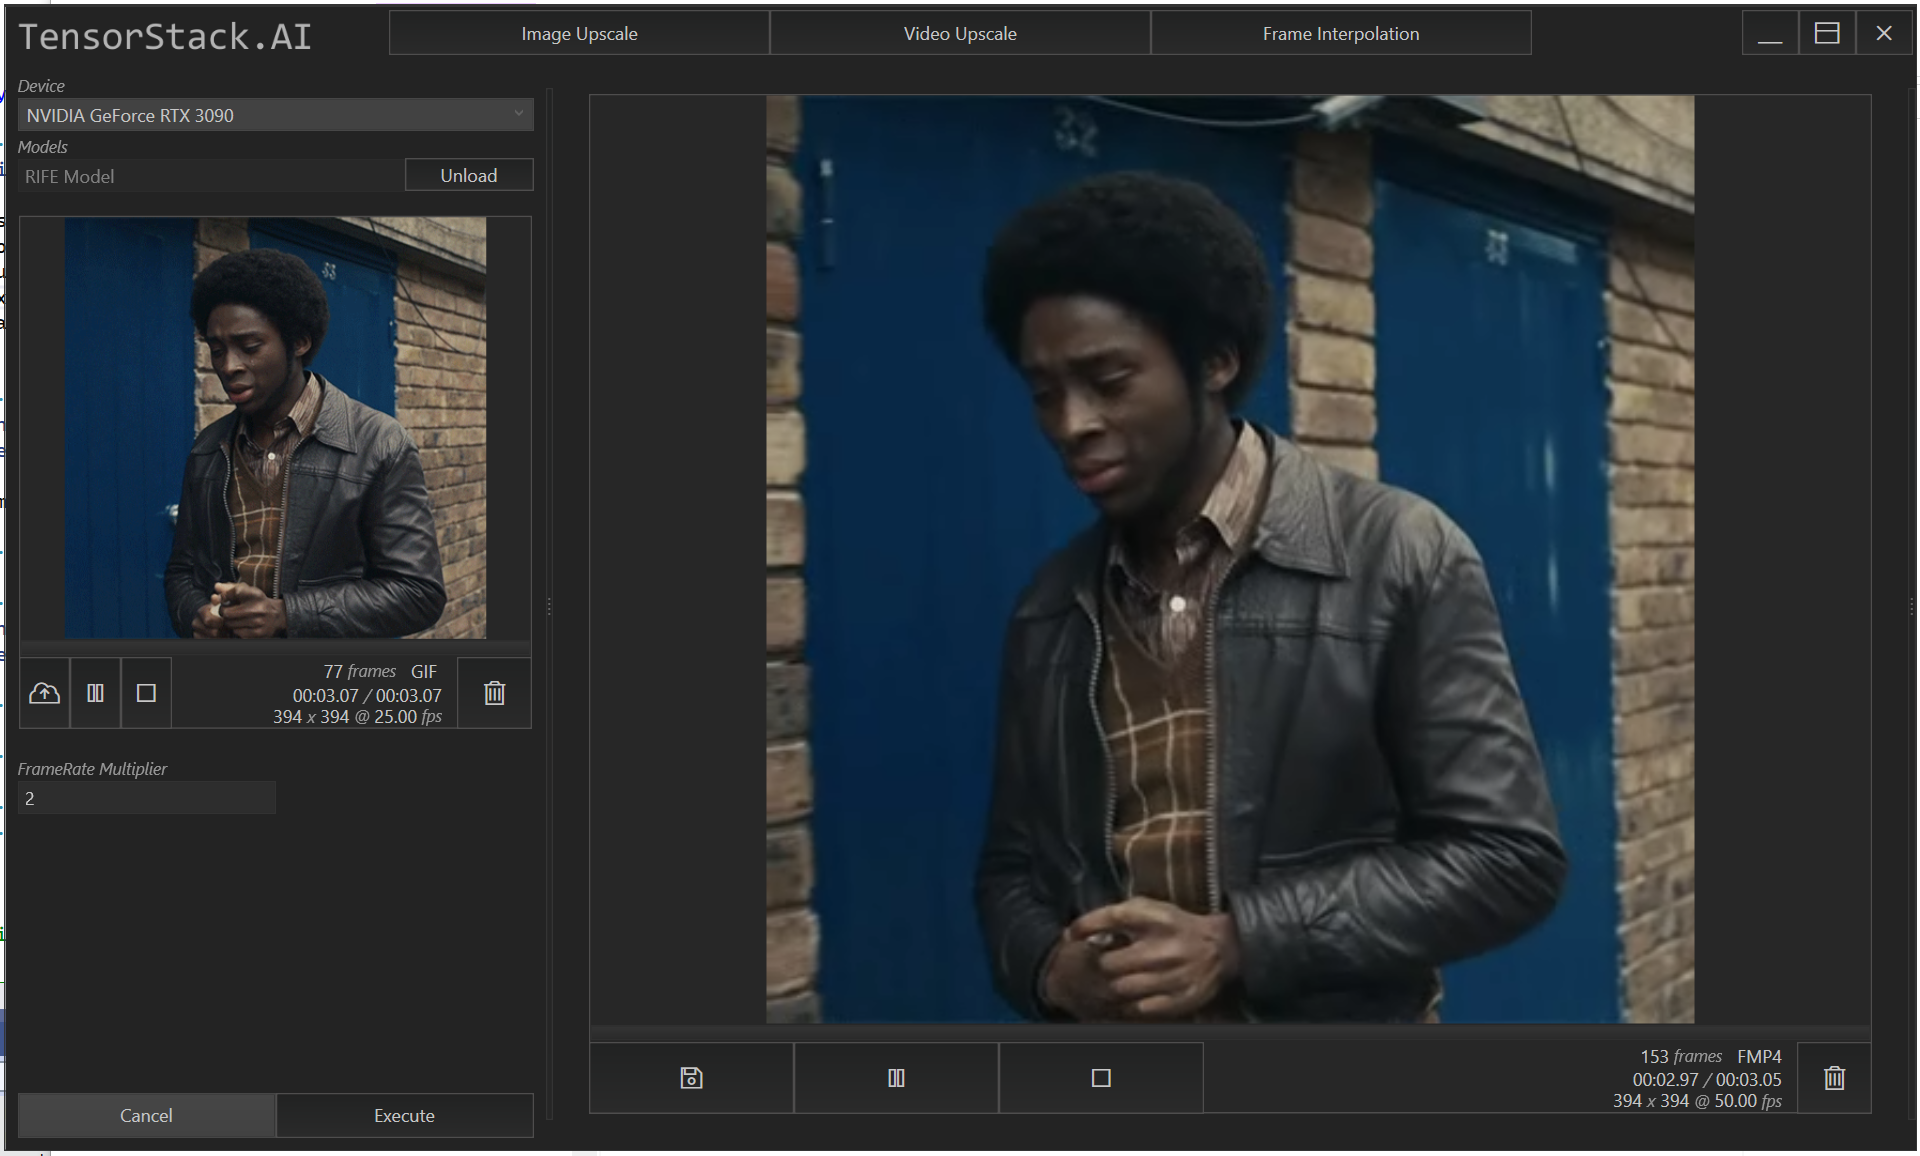 TensorStack.AI
Image Upscale
Video Upscale
Frame Interpolation
Device
NVIDIA GeForce RTX 3090
Models
RIFE Model
Unload
77 frames GIF
00:03.07 / 00:03.07
394 x 394 @ 25.00 fps
FrameRate Multiplier
2
Cancel
Execute
32
33
153 frames FMP4
00:02.97 / 00:03.05
394 x 394 @ 50.00 fps